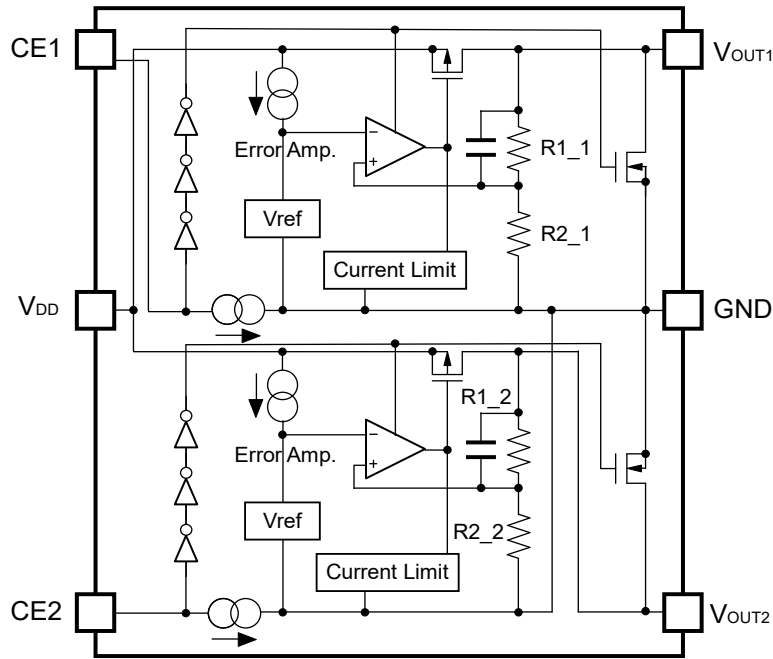 CE1
VOUT1
−
Error Amp.
+
R1_1
Vref
R2_1
Current Limit
VDD
GND
R1_2
−
Error Amp.
+
Vref
R2_2
Current Limit
CE2
VOUT2